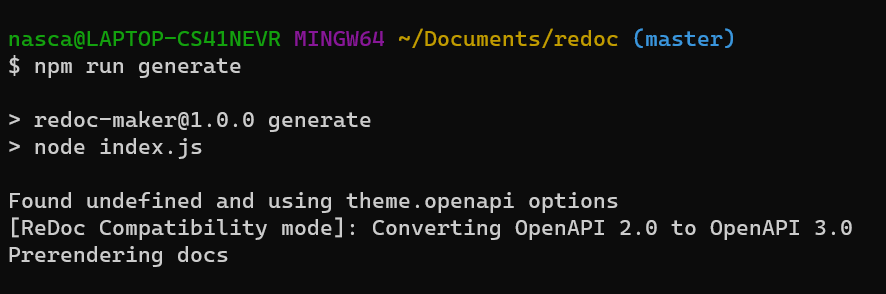 nasca@LAPTOP-CS41NEVR MINGW64 ~/Documents/redoc (master)
$ npm run generate
> redoc-maker@1.0.0 generate
> node index.js
Found undefined and using theme.openapi options
[ReDoc Compatibility mode]: Converting OpenAPI 2.0 to OpenAPI 3.0
Prerendering docs